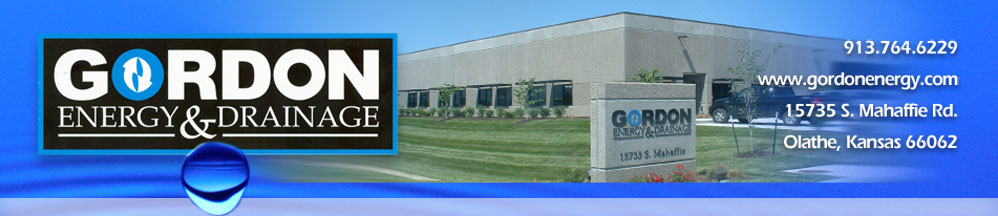 GORDON
ENERGY & DRAINAGE
GORDON
ENERGY & DRAINAGE
15735 S. Mahaffie
913.764.6229
www.gordonenergy.com
15735 S. Mahaffie Rd.
Olathe, Kansas 66062